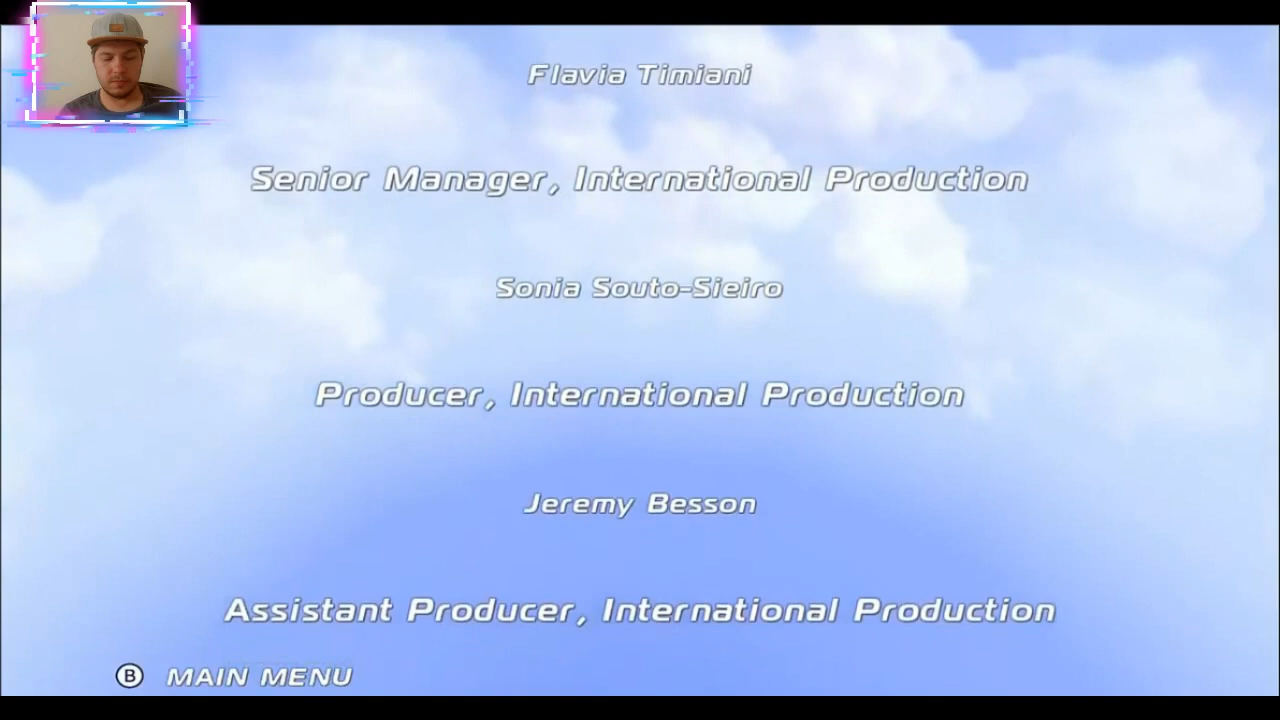 Flavia Timiani
Senior Manager, International Production
Sonia Souto-Sieiro
Producer, International Production
Jeremy Besson
Assistant Producer, International Production
B MAIN MENU